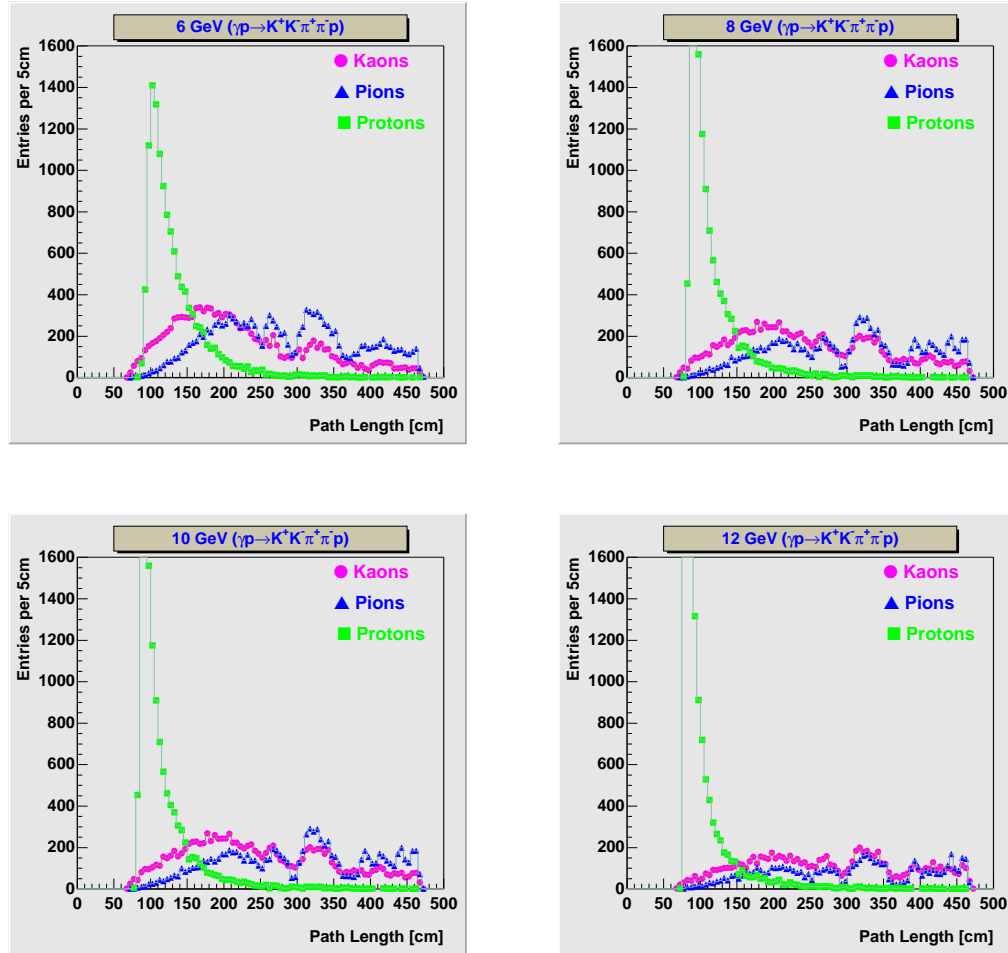 6 GeV (γp→K⁺K⁻π⁺π⁻p)
Entries per 5cm
1600
1400
1200
1000
800
600
400
200
0
Kaons
Pions
Protons
0 50 100 150 200 250 300 350 400 450 500
Path Length [cm]
8 GeV (γp→K⁺K⁻π⁺π⁻p)
Entries per 5cm
1600
1400
1200
1000
800
600
400
200
0
Kaons
Pions
Protons
0 50 100 150 200 250 300 350 400 450 500
Path Length [cm]
10 GeV (γp→K⁺K⁻π⁺π⁻p)
Entries per 5cm
1600
1400
1200
1000
800
600
400
200
0
Kaons
Pions
Protons
0 50 100 150 200 250 300 350 400 450 500
Path Length [cm]
12 GeV (γp→K⁺K⁻π⁺π⁻p)
Entries per 5cm
1600
1400
1200
1000
800
600
400
200
0
Kaons
Pions
Protons
0 50 100 150 200 250 300 350 400 450 500
Path Length [cm]